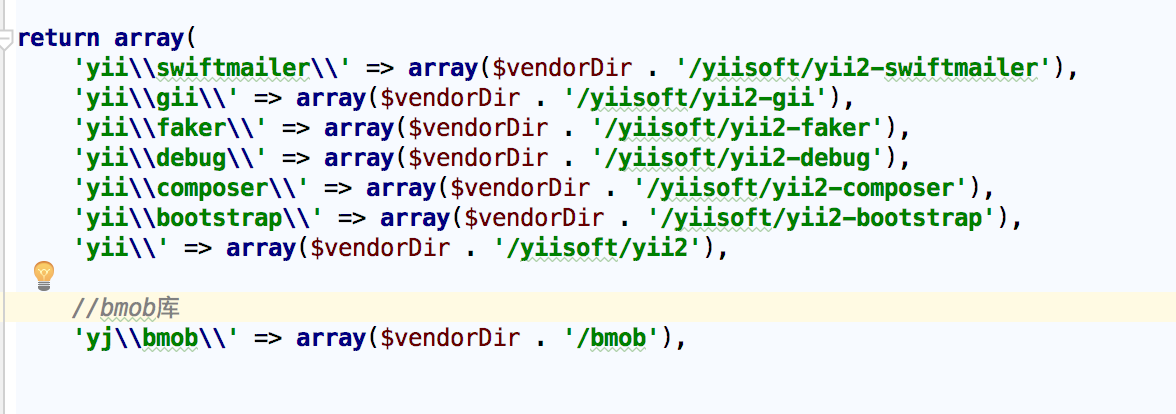 return array(
    'yii\\swiftmailer\\' => array($vendorDir . '/yiisoft/yii2-swiftmailer'),
    'yii\\gii\\' => array($vendorDir . '/yiisoft/yii2-gii'),
    'yii\\faker\\' => array($vendorDir . '/yiisoft/yii2-faker'),
    'yii\\debug\\' => array($vendorDir . '/yiisoft/yii2-debug'),
    'yii\\composer\\' => array($vendorDir . '/yiisoft/yii2-composer'),
    'yii\\bootstrap\\' => array($vendorDir . '/yiisoft/yii2-bootstrap'),
    'yii\\' => array($vendorDir . '/yiisoft/yii2'),
    //bmob库
    'yj\\bmob\\' => array($vendorDir . '/bmob'),